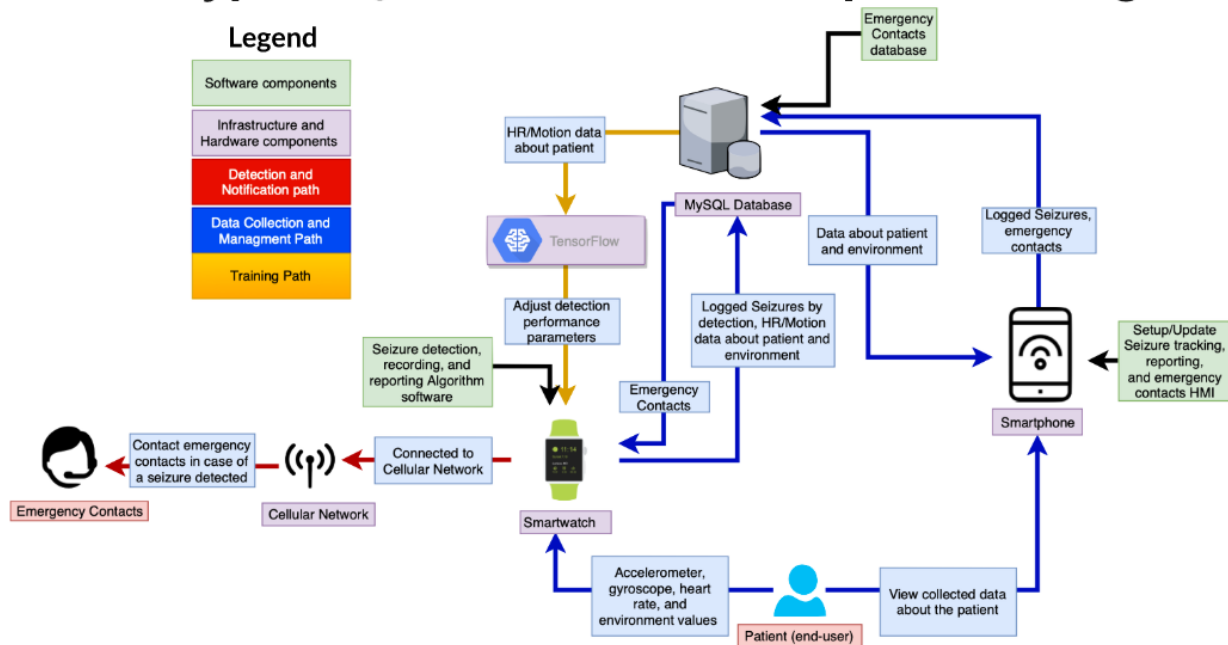 Legend
Software components
Infrastructure and
Hardware components
Detection and
Notification path
Data Collection and
Managment Path
Training Path
Emergency
Contacts
database
HR/Motion data
about patient
MySQL Database
TensorFlow
Data about patient
and environment
Logged Seizures,
emergency
contacts
Adjust detection
performance
parameters
Logged Seizures by
detection, HR/Motion
data about patient and
environment
Seizure detection,
recording, and
reporting Algorithm
software
Emergency
Contacts
Setup/Update
Seizure tracking,
reporting,
and emergency
contacts HMI
Smartphone
Contact emergency
contacts in case of
a seizure detected
Connected to
Cellular Network
11:14
Emergency Contacts
Cellular Network
Smartwatch
Accelerometer,
gyroscope, heart
rate, and
environment values
View collected data
about the patient
Patient (end-user)